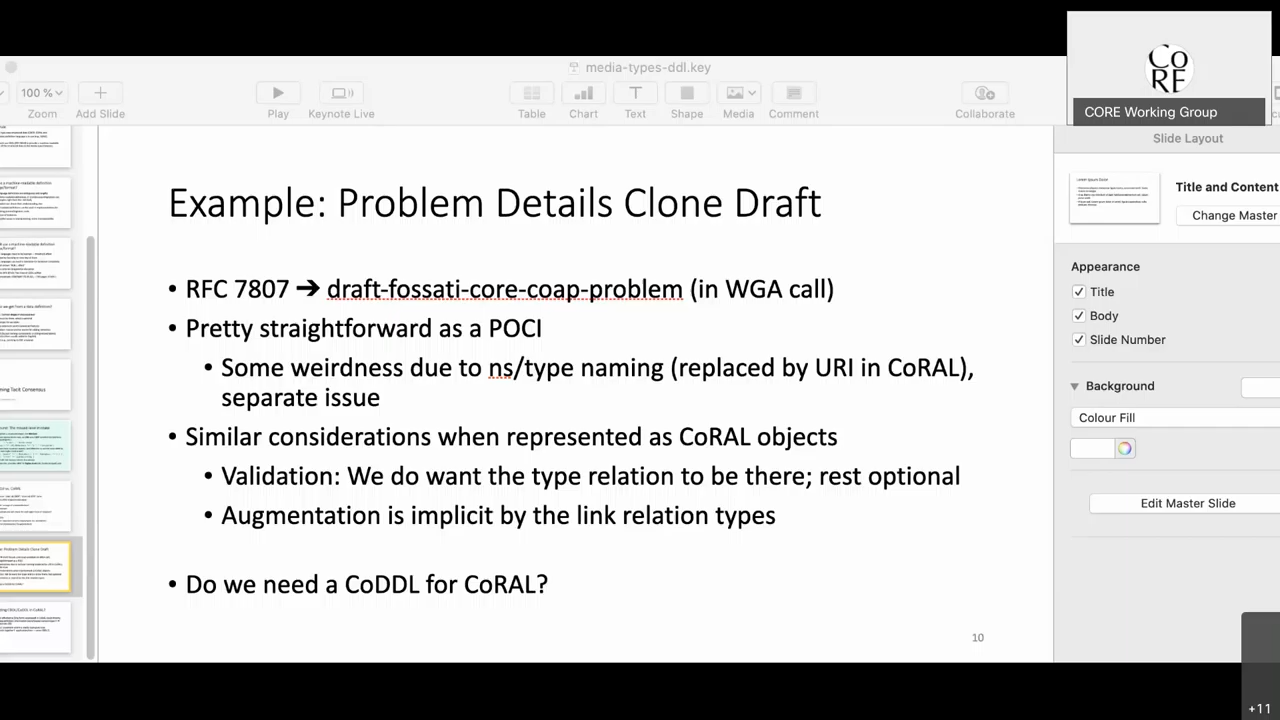 Co
RE
CORE Working Group
media-types-ddl.key
100 %
Zoom
Add Slide
Play
Keynote Live
Table
Chart
Text
Shape
Media
Comment
Collaborate
Slide Layout
Title and Content
Change Master
Appearance
Title
Body
Slide Number
Background
Colour Fill
Edit Master Slide
Example: Problem Details Clone Draft
• RFC 7807 ➔ draft-fossati-core-coap-problem (in WGA call)
• Pretty straightforward as a POCI
• Some weirdness due to ns/type naming (replaced by URI in CoRAL),
separate issue
• Similar considerations when represented as CoRAL objects
• Validation: We do want the type relation to be there; rest optional
• Augmentation is implicit by the link relation types
• Do we need a CoDDL for CoRAL?
10
+11